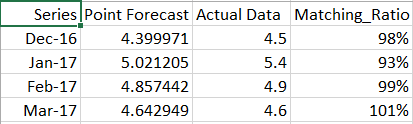 Series Point Forecast Actual Data Matching_Ratio
Dec-16 4.399971 4.5 98%
Jan-17 5.021205 5.4 93%
Feb-17 4.857442 4.9 99%
Mar-17 4.642949 4.6 101%